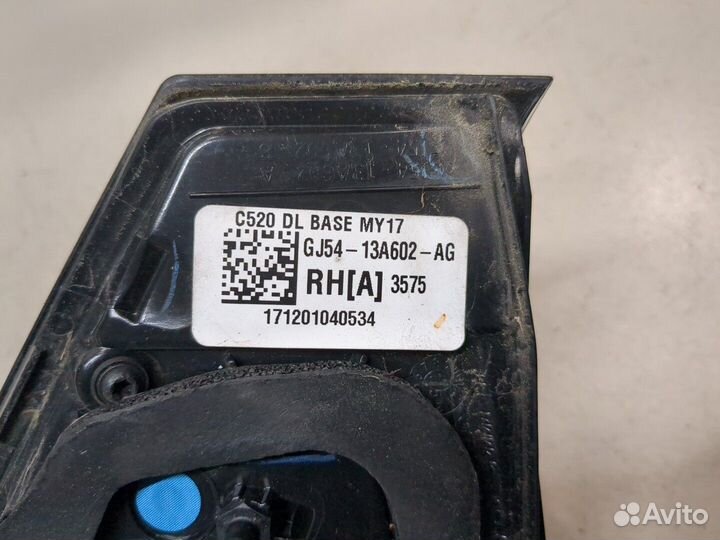 C520 DL BASE MY17
GJ54-13A602-AG
RH[A] 3575
171201040534
Avito